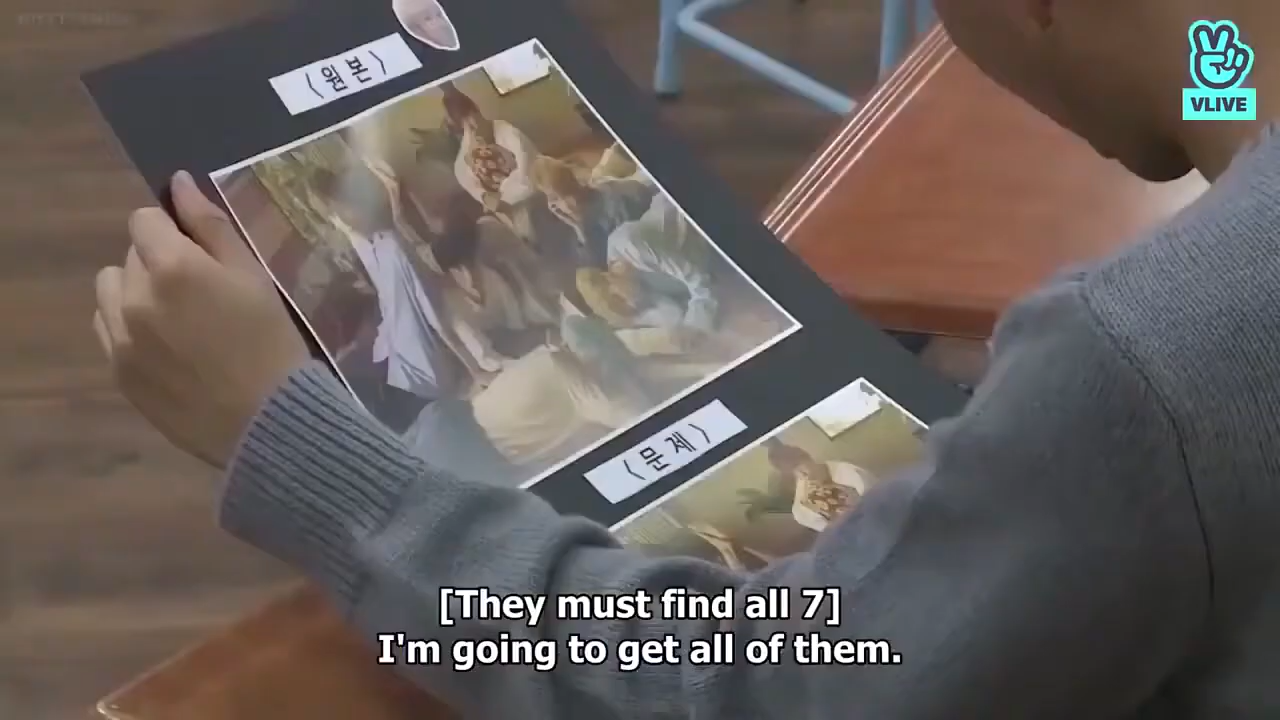 〈원본〉
VLIVE
〈문제〉
[They must find all 7]
I'm going to get all of them.